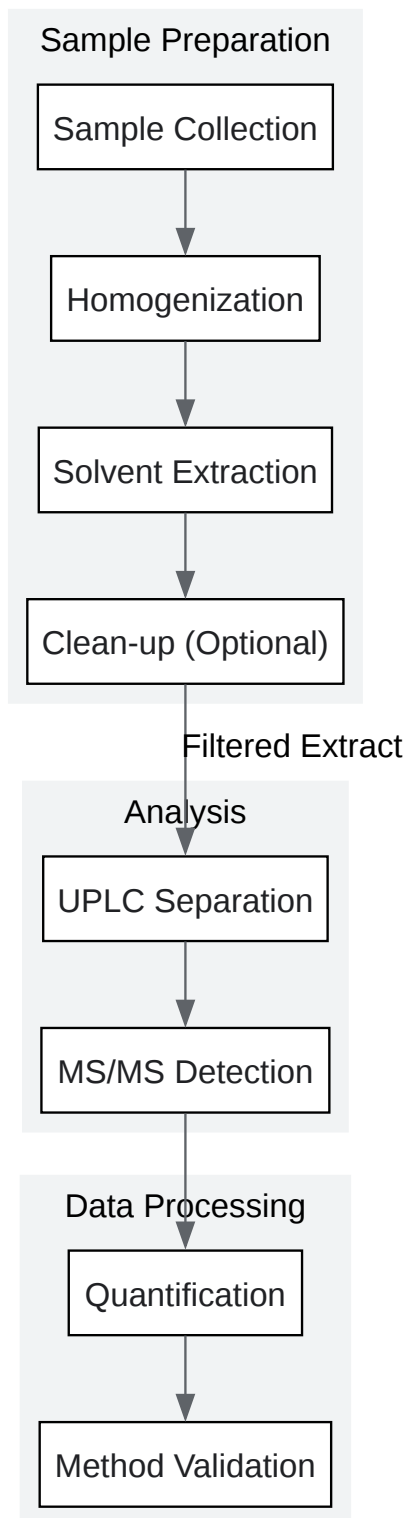 Sample Preparation
Sample Collection
Homogenization
Solvent Extraction
Clean-up (Optional)
Filtered Extract
Analysis
UPLC Separation
MS/MS Detection
Data Processing
Quantification
Method Validation